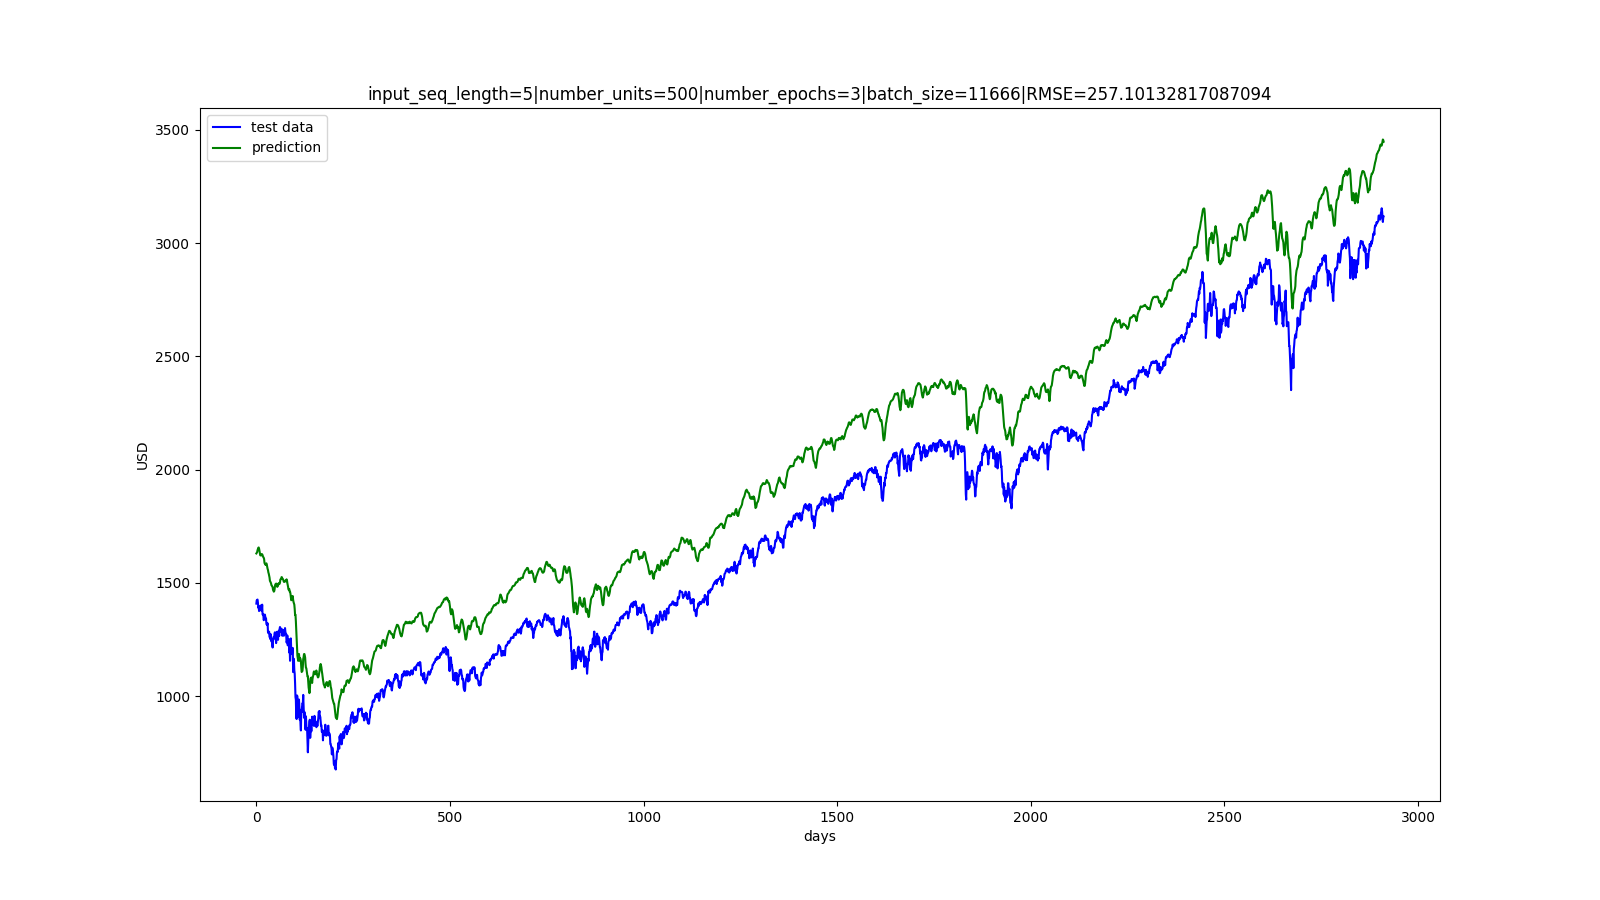 input_seq_length=5|number_units=500|number_epochs=3|batch_size=11666|RMSE=257.10132817087094
test data
prediction
3500
3000
2500
2000
1500
1000
USD
0 500 1000 1500 2000 2500 3000
days